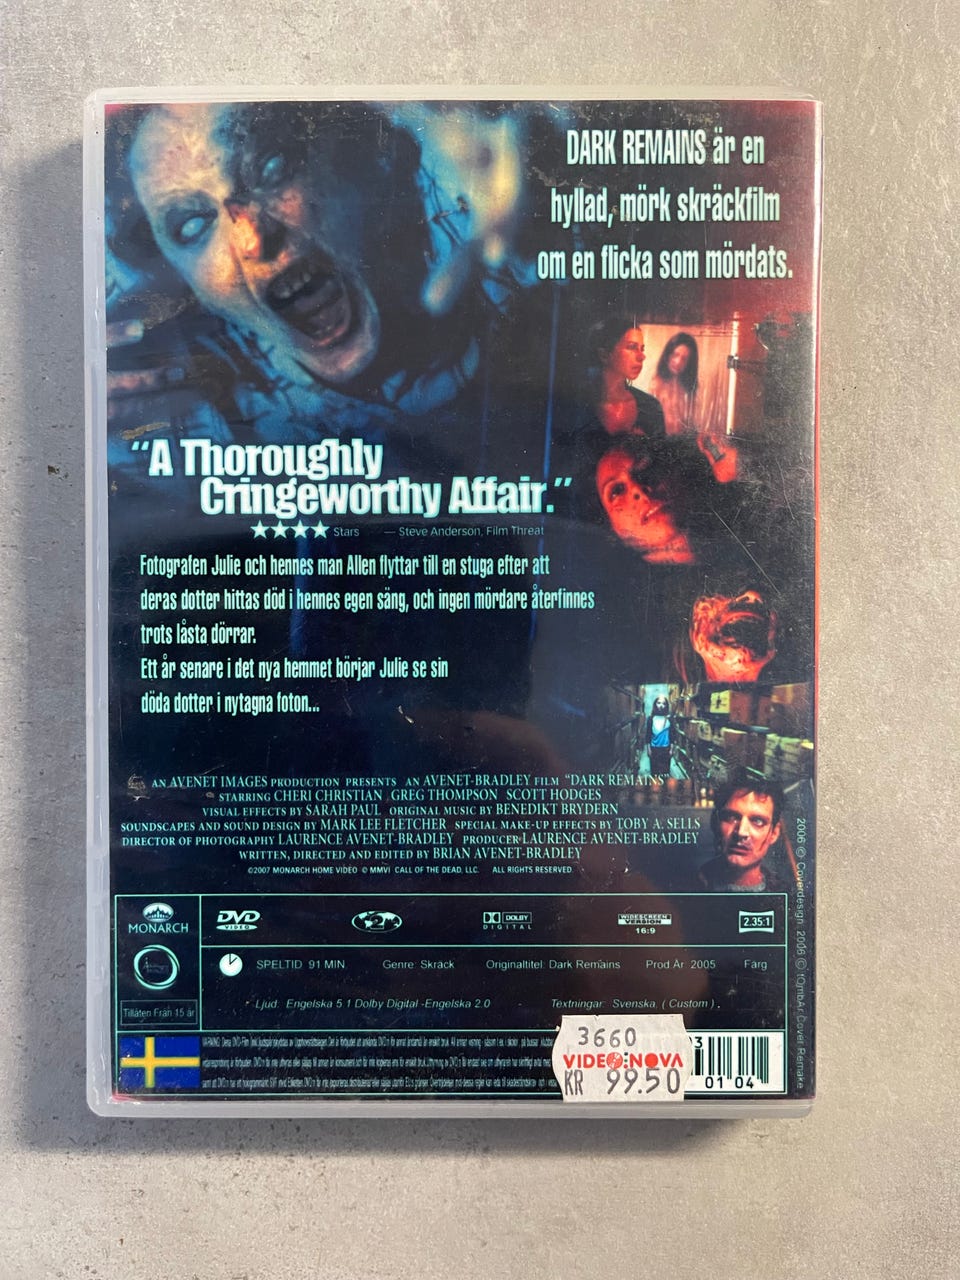 DARK REMAINS är en
hyllad, mörk skräckfilm
om en flicka som mördats.
"A Thoroughly
Cringeworthy Affair."
★★★★ Stars — Steve Anderson, Film Threat
Fotografen Julie och hennes man Allen flyttar till en stuga efter att
deras dotter hittas död i hennes egen säng, och ingen mördare återfinnes
trots låsta dörrar.
Ett år senare i det nya hemmet börjar Julie se sin
döda dotter i nytagna foton...
AN AVENET IMAGES PRODUCTION PRESENTS AN AVENET-BRADLEY FILM "DARK REMAINS"
STARRING CHERI CHRISTIAN GREG THOMPSON SCOTT HODGES
VISUAL EFFECTS BY SARAH PAUL ORIGINAL MUSIC BY BENEDIKT BRYDERN
SOUNDSCAPES AND SOUND DESIGN BY MARK LEE FLETCHER SPECIAL MAKE-UP EFFECTS BY TOBY A. SELLS
DIRECTOR OF PHOTOGRAPHY LAURENCE AVENET-BRADLEY PRODUCER LAURENCE AVENET-BRADLEY
WRITTEN, DIRECTED AND EDITED BY BRIAN AVENET-BRADLEY
©2007 MONARCH HOME VIDEO © MMVI CALL OF THE DEAD, LLC. ALL RIGHTS RESERVED
MONARCH
DVD VIDEO
2
DOLBY DIGITAL
WIDESCREEN VERSION 16:9
2.35:1
SPELTID 91 MIN. Genre: Skräck Originaltitel: Dark Remains Prod.År 2005 Färg
Ljud: Engelska 5.1 Dolby Digital -Engelska 2.0 Textningar: Svenska, ( Custom ) ,
Tillåten Från 15 år
3660
VIDEONOVA
KR 99.50
3
01 04
2006 © Coverdesign: 2006 © tOmbAr Cover Remake